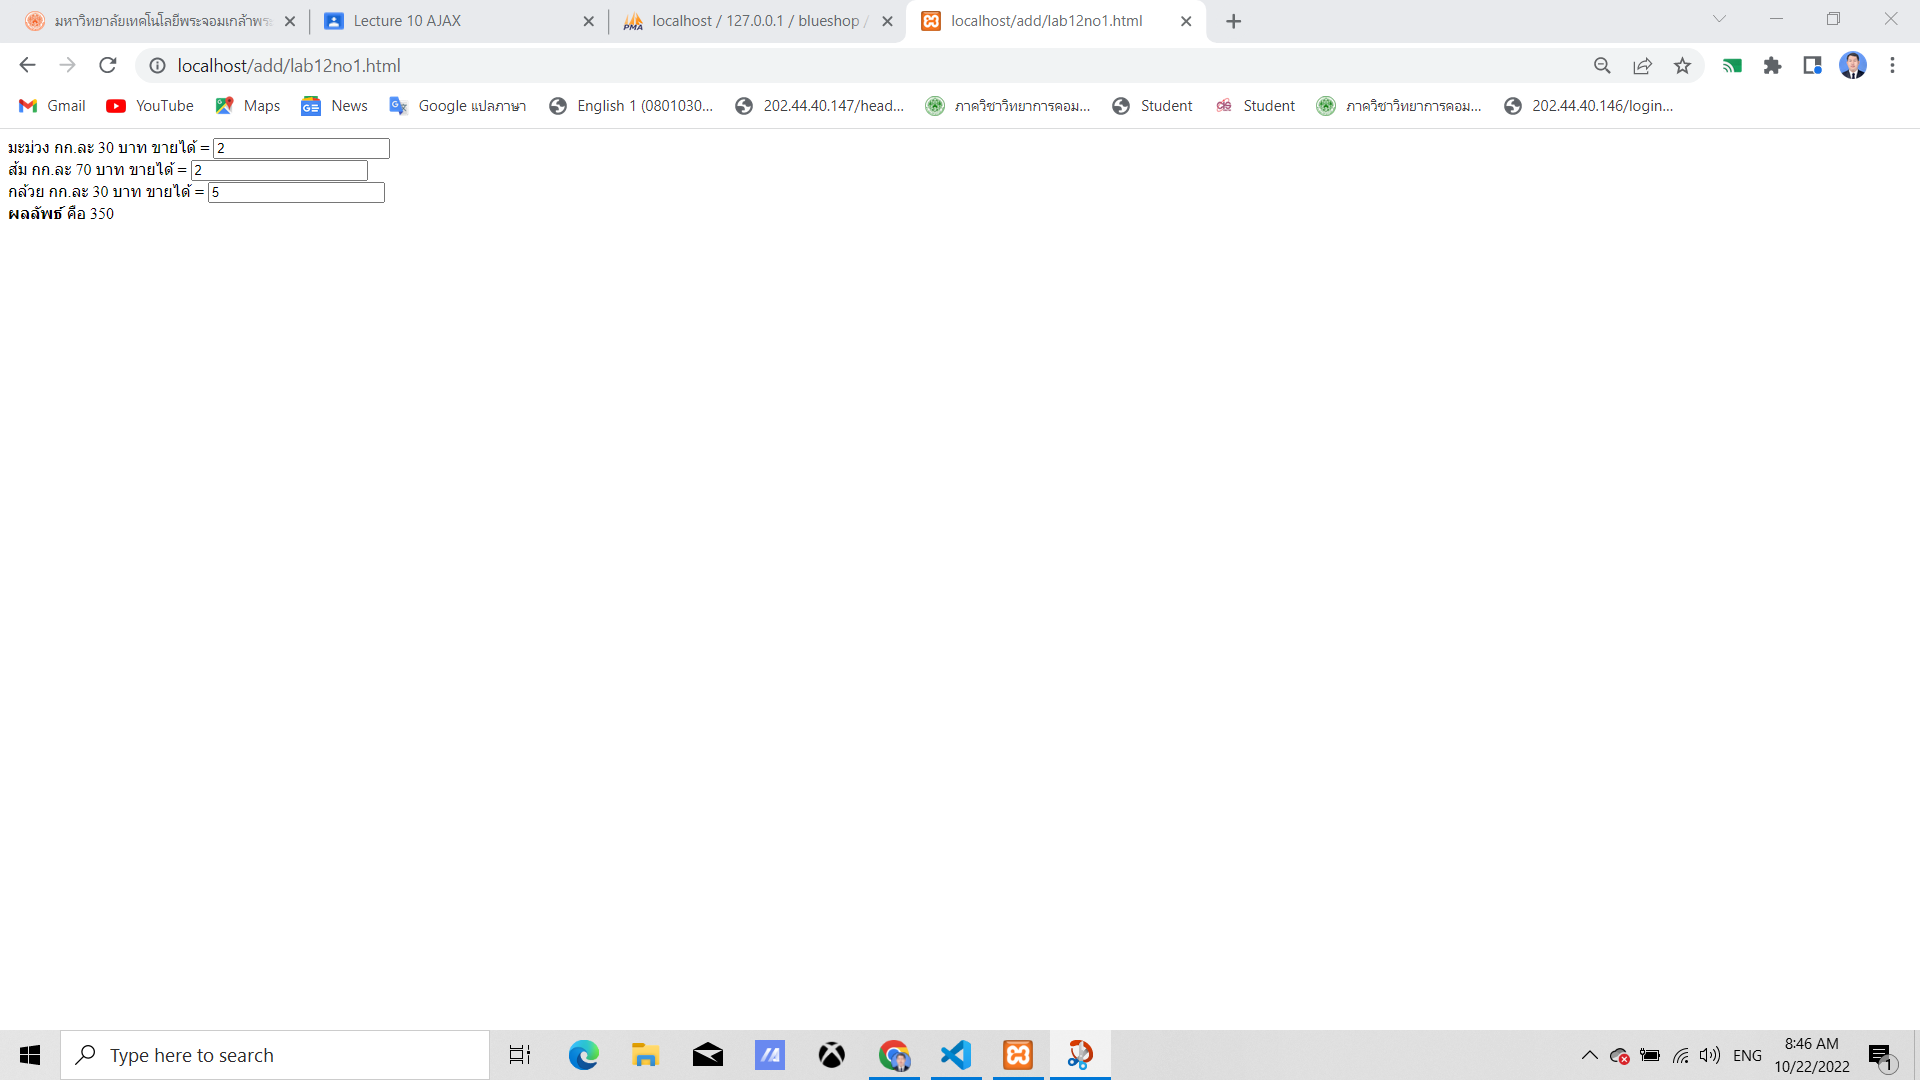 มหาวิทยาลัยเทคโนโลยีพระจอมเกล้าพระ
Lecture 10 AJAX
localhost / 127.0.0.1 / blueshop /
localhost/add/lab12no1.html
localhost/add/lab12no1.html
Gmail
YouTube
Maps
News
Google แปลภาษา
English 1 (0801030...
202.44.40.147/head...
ภาควิชาวิทยาการคอม...
Student
Student
ภาควิชาวิทยาการคอม...
202.44.40.146/login...
มะม่วง กก.ละ 30 บาท ขายได้ = 2
ส้ม กก.ละ 70 บาท ขายได้ = 2
กล้วย กก.ละ 30 บาท ขายได้ = 5
ผลลัพธ์ คือ 350
Type here to search
ENG
8:46 AM
10/22/2022
1